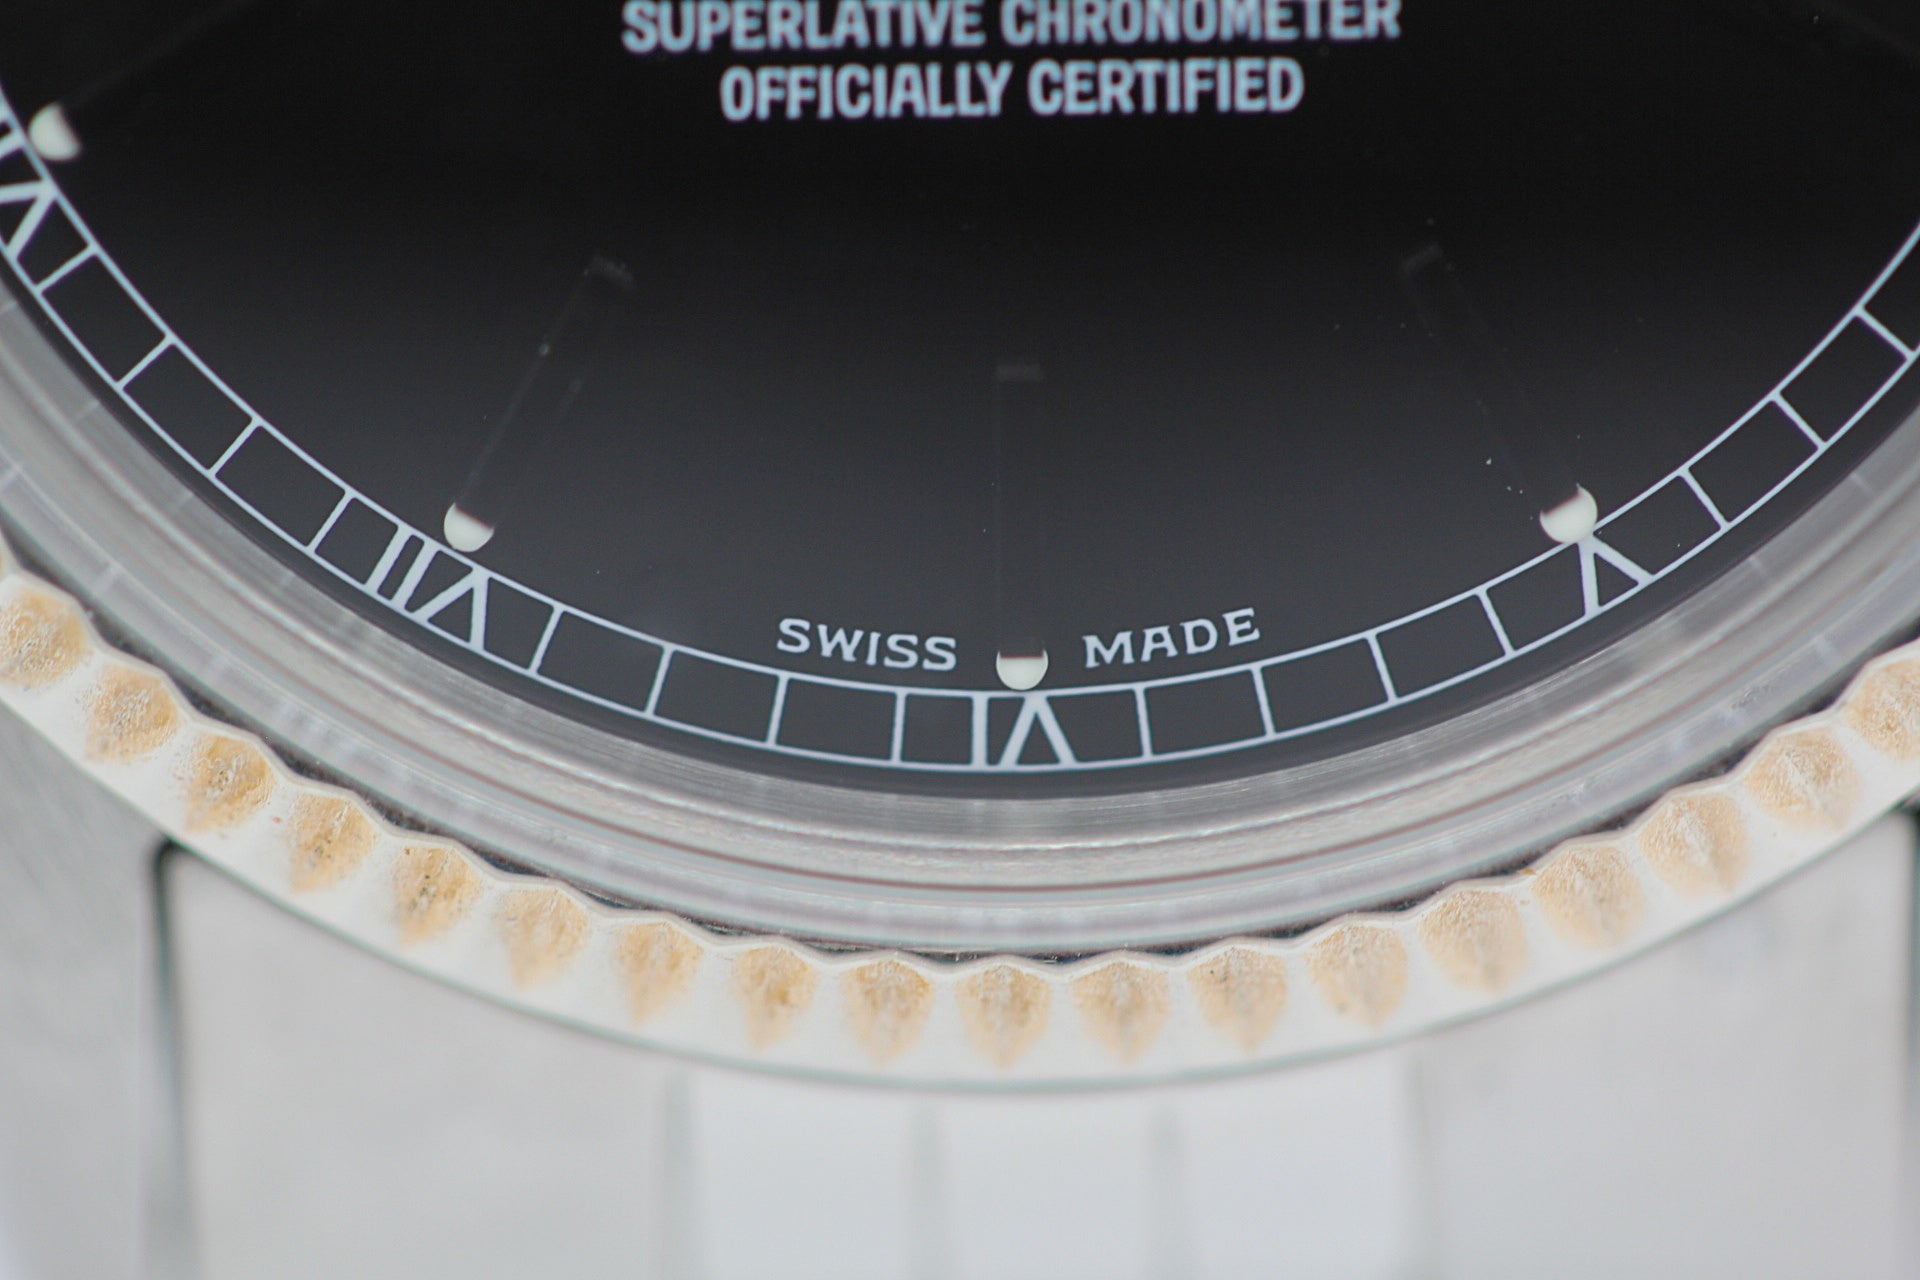 SUPERLATIVE CHRONOMETER
OFFICIALLY CERTIFIED
SWISS MADE
VII VI V